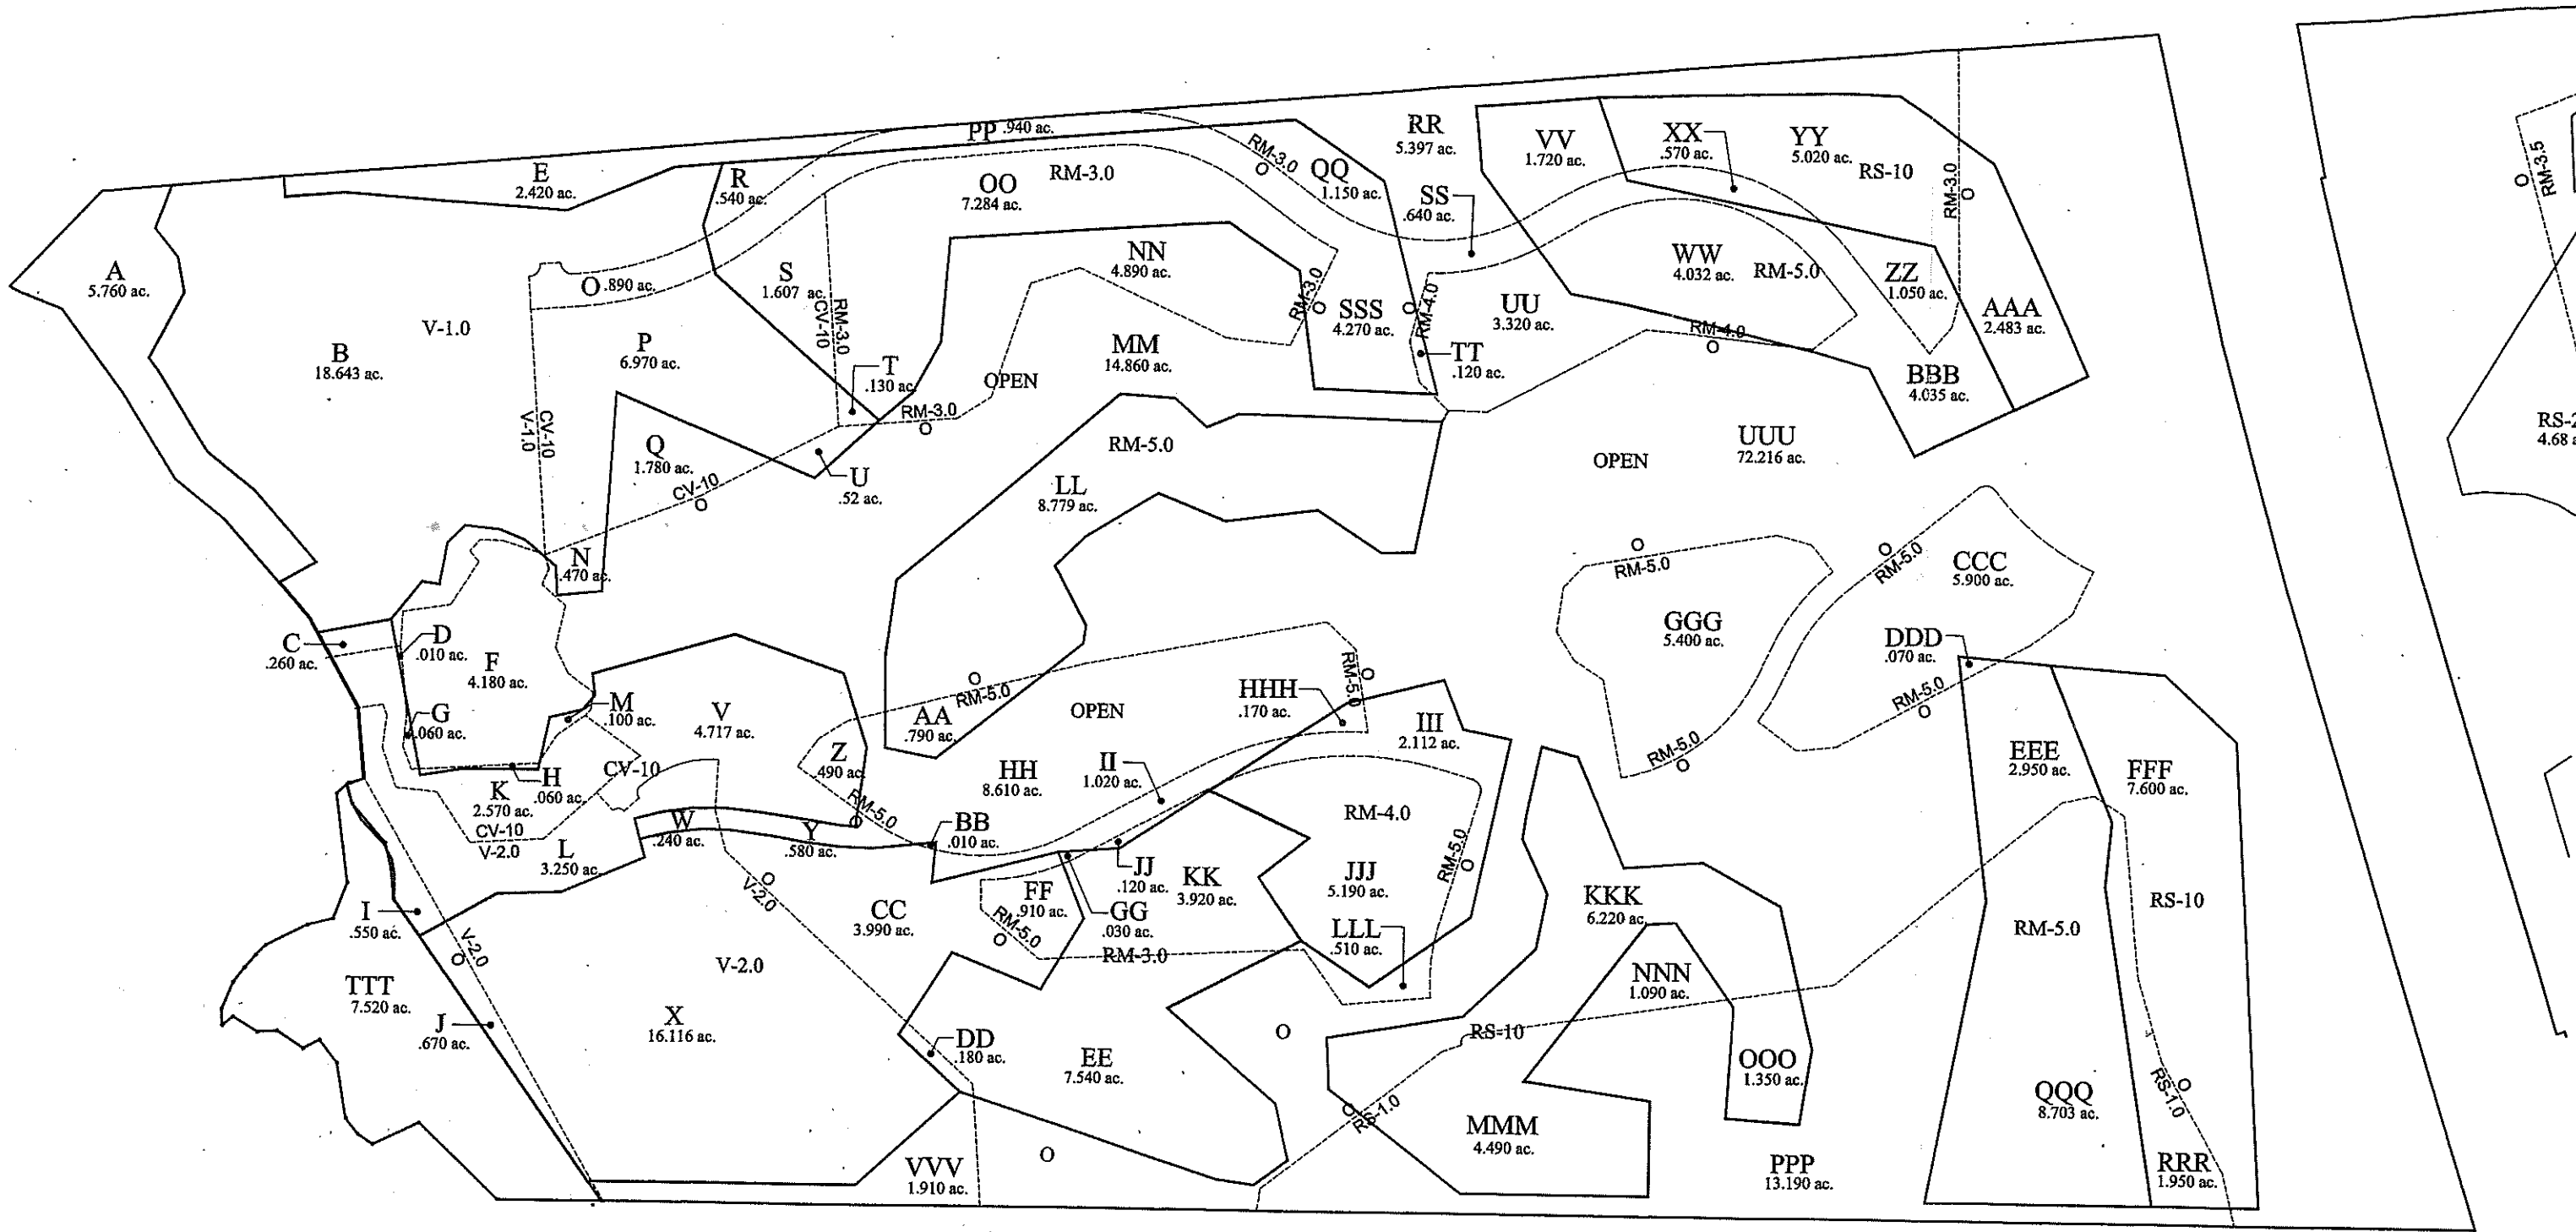 PP .940 ac.
E
2.420 ac.
R
.540 ac.
OO
7.284 ac.
RM-3.0
RM-3.0
O
QQ
1.150 ac.
RR
5.397 ac.
SS
.640 ac.
VV
1.720 ac.
XX
.570 ac.
YY
5.020 ac.
RS-10
RM-3.0
O
RM-3.5
O
A
5.760 ac.
B
18.643 ac.
V-1.0
O .890 ac.
S
1.607 ac.
RM-3.0
CV-10
P
6.970 ac.
T
.130 ac.
NN
4.890 ac.
MM
14.860 ac.
OPEN
RM-3.0
O
RM-3.0
O
SSS
4.270 ac.
O
RM-4.0
TT
.120 ac.
UU
3.320 ac.
WW
4.032 ac.
RM-5.0
RM-4.0
O
ZZ
1.050 ac.
AAA
2.483 ac.
BBB
4.035 ac.
CV-10
V-1.0
Q
1.780 ac.
CV-10
O
U
.52 ac.
RM-5.0
LL
8.779 ac.
OPEN
UUU
72.216 ac.
RS-2
4.68 a
N
.470 ac.
C
.260 ac.
D
.010 ac.
F
4.180 ac.
G
.060 ac.
M
.100 ac.
V
4.717 ac.
H
.060 ac.
K
2.570 ac.
CV-10
CV-10
V-2.0
L
3.250 ac.
W
.240 ac.
Y
.580 ac.
Z
.490 ac.
O
RM-5.0
AA
.790 ac.
O
RM-5.0
OPEN
HH
8.610 ac.
II
1.020 ac.
HHH
.170 ac.
RM-5.0
O
III
2.112 ac.
O
RM-5.0
GGG
5.400 ac.
RM-5.0
O
O
RM-5.0
CCC
5.900 ac.
DDD
.070 ac.
RM-5.0
O
EEE
2.950 ac.
FFF
7.600 ac.
BB
.010 ac.
JJ
.120 ac.
KK
3.920 ac.
RM-4.0
JJJ
5.190 ac.
RM-5.0
O
FF
.910 ac.
GG
.030 ac.
RM-5.0
O
RM-3.0
LLL
.510 ac.
KKK
6.220 ac.
RM-5.0
RS-10
I
.550 ac.
V-2.0
O
O
V-2.0
CC
3.990 ac.
V-2.0
TTT
7.520 ac.
J
.670 ac.
X
16.116 ac.
DD
.180 ac.
EE
7.540 ac.
O
RS-10
NNN
1.090 ac.
OOO
1.350 ac.
O
RS-1.0
MMM
4.490 ac.
QQQ
8.703 ac.
O
RS-1.0
VVV
1.910 ac.
O
PPP
13.190 ac.
RRR
1.950 ac.